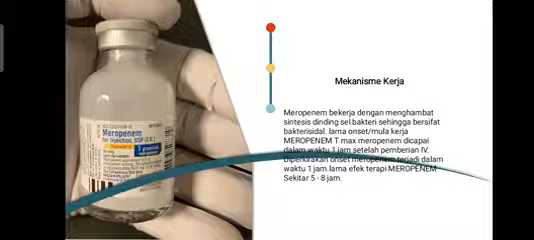 Meropenem
for Injection, USP (I.V.)
1 gram
Mekanisme Kerja
Meropenem bekerja dengan menghambat
sintesis dinding sel bakteri sehingga bersifat
bakterisidal. lama onset/mula kerja
MEROPENEM T max meropenem dicapai
dalam waktu 1 jam setelah pemberian IV.
Diperkirakan onset meropenem terjadi dalam
waktu 1 jam.lama efek terapi MEROPENEM
Sekitar 5 - 8 jam.